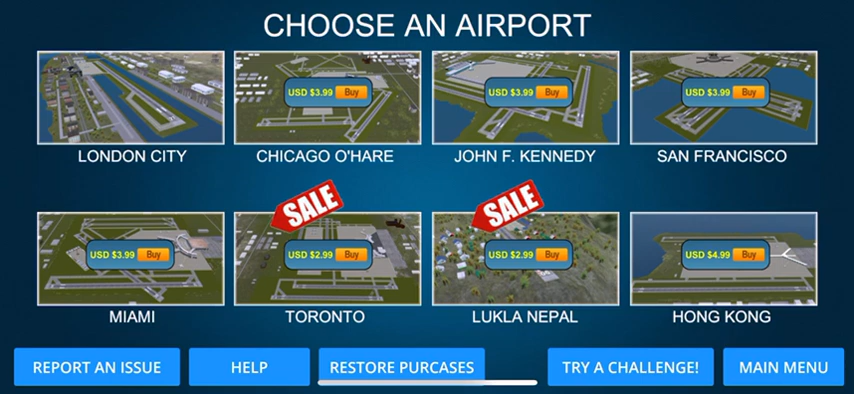 CHOOSE AN AIRPORT
USD $3.99 Buy
USD $3.99 Buy
USD $3.99 Buy
LONDON CITY
CHICAGO O'HARE
JOHN F. KENNEDY
SAN FRANCISCO
SALE
SALE
USD $3.99 Buy
USD $2.99 Buy
USD $2.99 Buy
USD $4.99 Buy
MIAMI
TORONTO
LUKLA NEPAL
HONG KONG
REPORT AN ISSUE
HELP
RESTORE PURCASES
TRY A CHALLENGE!
MAIN MENU